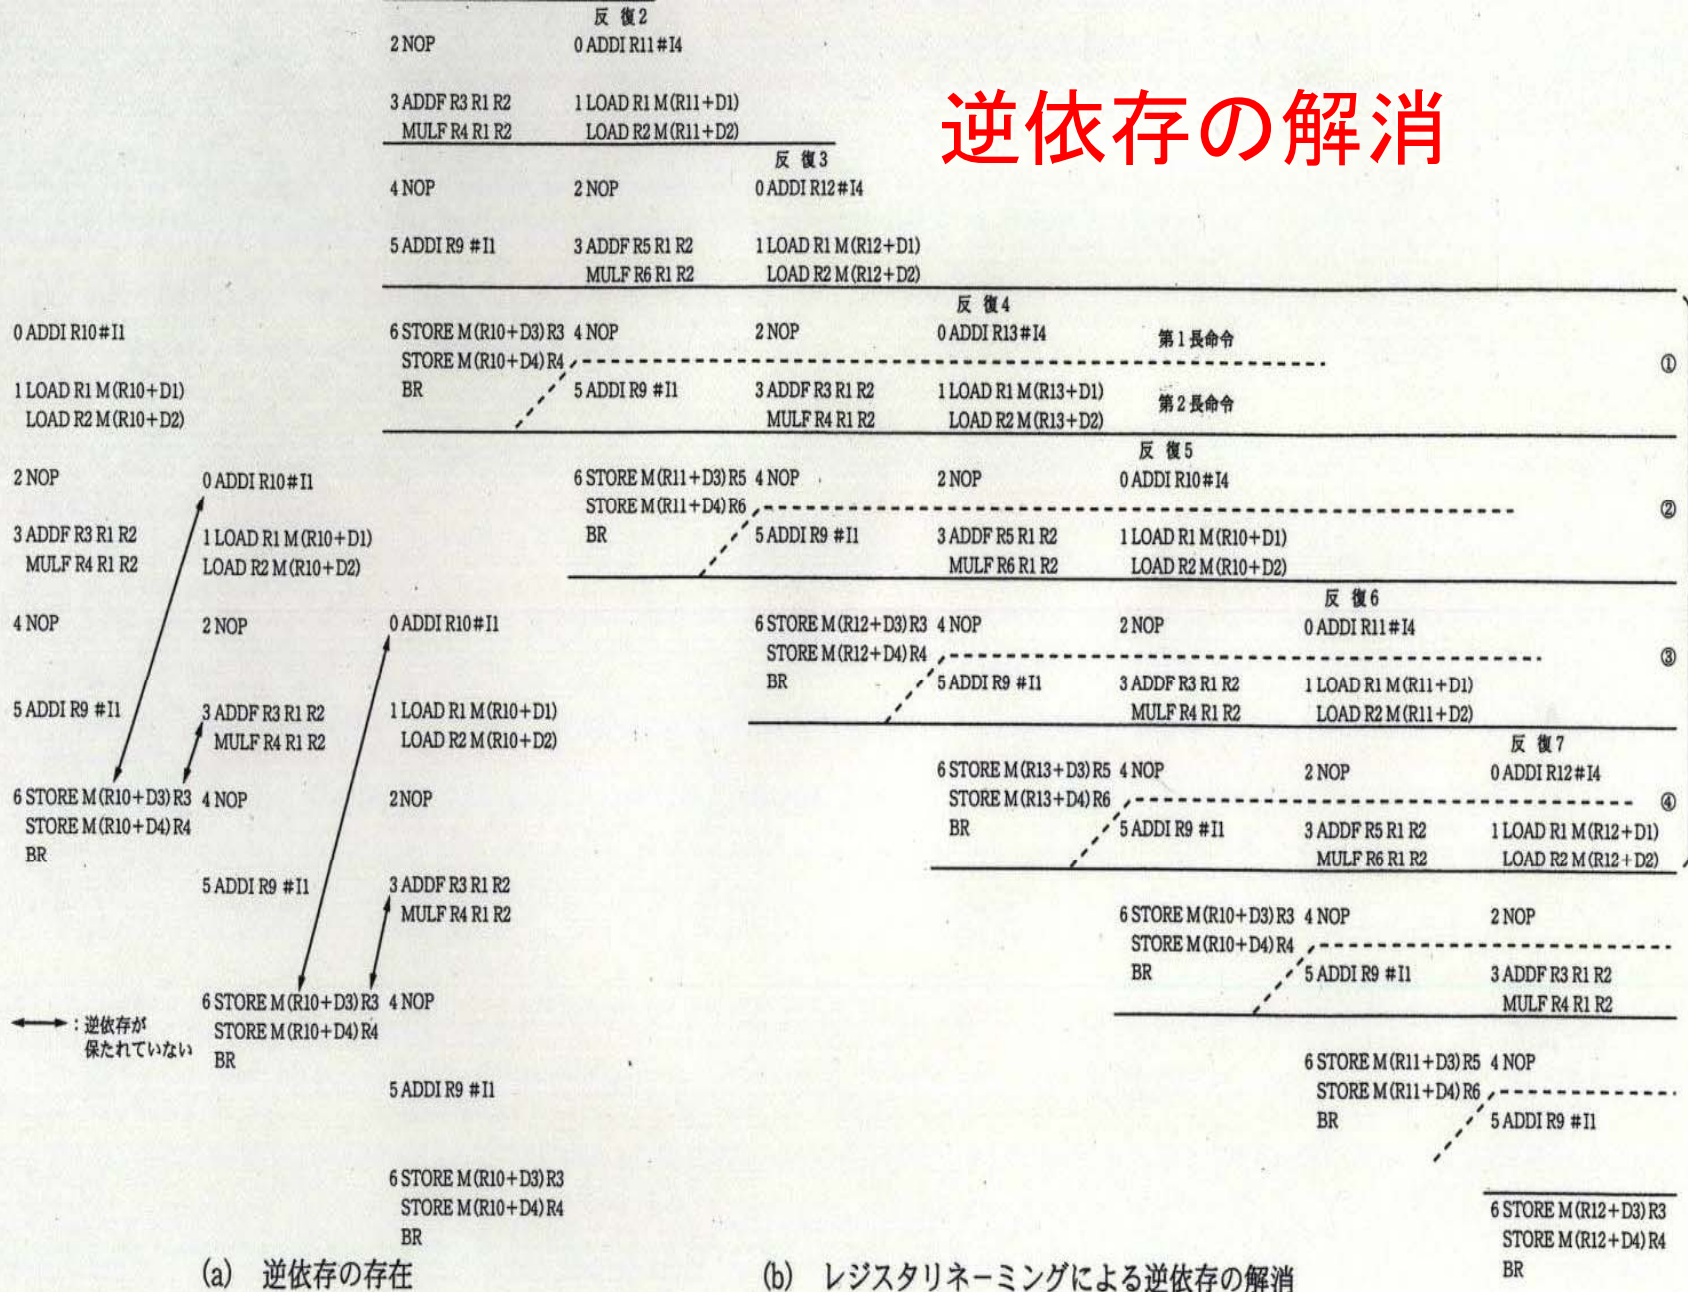 逆依存の解消
反復2
2 NOP 0 ADDI R11#I4
3 ADDF R3 R1 R2 1 LOAD R1 M(R11+D1)
MULF R4 R1 R2 LOAD R2 M(R11+D2)
反復3
4 NOP 2 NOP 0 ADDI R12#I4
5 ADDI R9 #I1 3 ADDF R5 R1 R2 1 LOAD R1 M(R12+D1)
MULF R6 R1 R2 LOAD R2 M(R12+D2)
反復4
6 STORE M(R10+D3)R3 4 NOP 2 NOP 0 ADDI R13#I4 第1長命令
STORE M(R10+D4)R4 ①
BR 5 ADDI R9 #I1 3 ADDF R3 R1 R2 1 LOAD R1 M(R13+D1) 第2長命令
MULF R4 R1 R2 LOAD R2 M(R13+D2)
反復5
6 STORE M(R11+D3)R5 4 NOP 2 NOP 0 ADDI R10#I4
STORE M(R11+D4)R6 ②
BR 5 ADDI R9 #I1 3 ADDF R5 R1 R2 1 LOAD R1 M(R10+D1)
MULF R6 R1 R2 LOAD R2 M(R10+D2)
反復6
6 STORE M(R12+D3)R3 4 NOP 2 NOP 0 ADDI R11#I4
STORE M(R12+D4)R4 ③
BR 5 ADDI R9 #I1 3 ADDF R3 R1 R2 1 LOAD R1 M(R11+D1)
MULF R4 R1 R2 LOAD R2 M(R11+D2)
反復7
6 STORE M(R13+D3)R5 4 NOP 2 NOP 0 ADDI R12#I4
STORE M(R13+D4)R6 ④
BR 5 ADDI R9 #I1 3 ADDF R5 R1 R2 1 LOAD R1 M(R12+D1)
MULF R6 R1 R2 LOAD R2 M(R12+D2)
6 STORE M(R10+D3)R3 4 NOP 2 NOP
STORE M(R10+D4)R4
BR 5 ADDI R9 #I1 3 ADDF R3 R1 R2
MULF R4 R1 R2
6 STORE M(R11+D3)R5 4 NOP
STORE M(R11+D4)R6
BR 5 ADDI R9 #I1
6 STORE M(R12+D3)R3
STORE M(R12+D4)R4
BR
0 ADDI R10#I1
1 LOAD R1 M(R10+D1)
LOAD R2 M(R10+D2)
2 NOP 0 ADDI R10#I1
3 ADDF R3 R1 R2 1 LOAD R1 M(R10+D1)
MULF R4 R1 R2 LOAD R2 M(R10+D2)
4 NOP 2 NOP 0 ADDI R10#I1
5 ADDI R9 #I1 3 ADDF R3 R1 R2 1 LOAD R1 M(R10+D1)
MULF R4 R1 R2 LOAD R2 M(R10+D2)
6 STORE M(R10+D3)R3 4 NOP 2NOP
STORE M(R10+D4)R4
BR
5 ADDI R9 #I1 3 ADDF R3 R1 R2
MULF R4 R1 R2
6 STORE M(R10+D3)R3 4 NOP
STORE M(R10+D4)R4
BR
5 ADDI R9 #I1
6 STORE M(R10+D3)R3
STORE M(R10+D4)R4
BR
:逆依存が
保たれていない
(a) 逆依存の存在
(b) レジスタリネーミングによる逆依存の解消